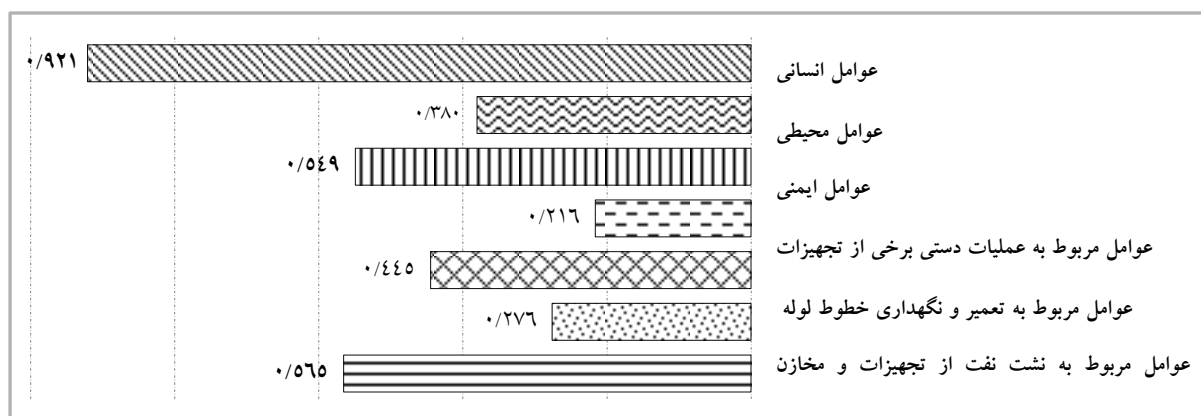 عوامل انسانی
۰/۹۲۱
عوامل محیطی
۰/۳۸۰
عوامل ایمنی
۰/۵٤۹
عوامل مربوط به عملیات دستی برخی از تجهیزات
۰/۲۱٦
عوامل مربوط به تعمیر و نگهداری خطوط لوله
۰/٤٤۵
عوامل مربوط به نشت نفت از تجهیزات و مخازن
۰/۲۷٦
۰/۵٦۵